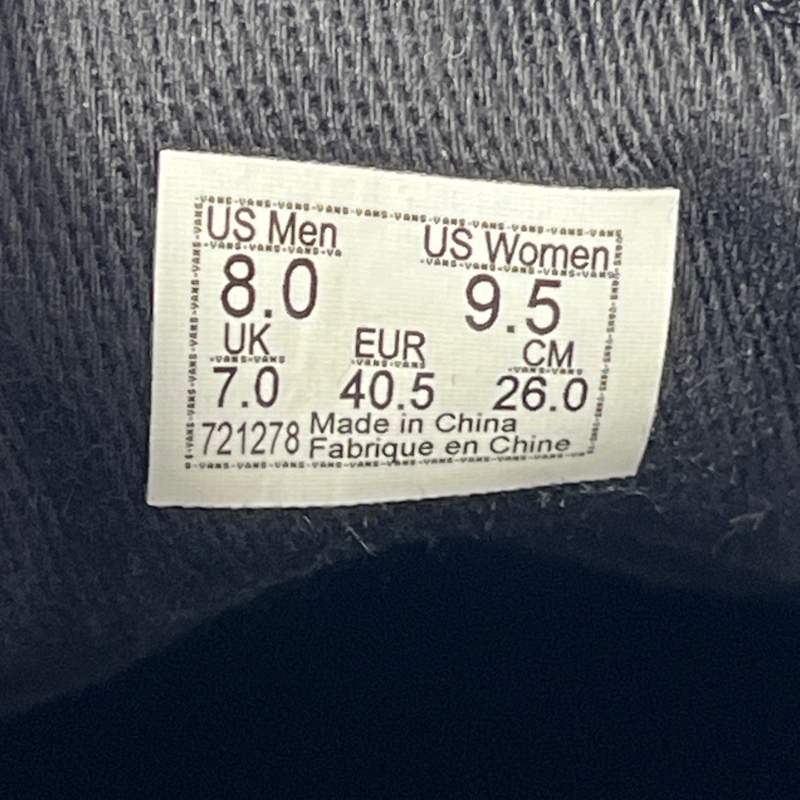 US Men US Women
8.0 9.5
UK EUR CM
7.0 40.5 26.0
721278 Made in China
Fabrique en Chine